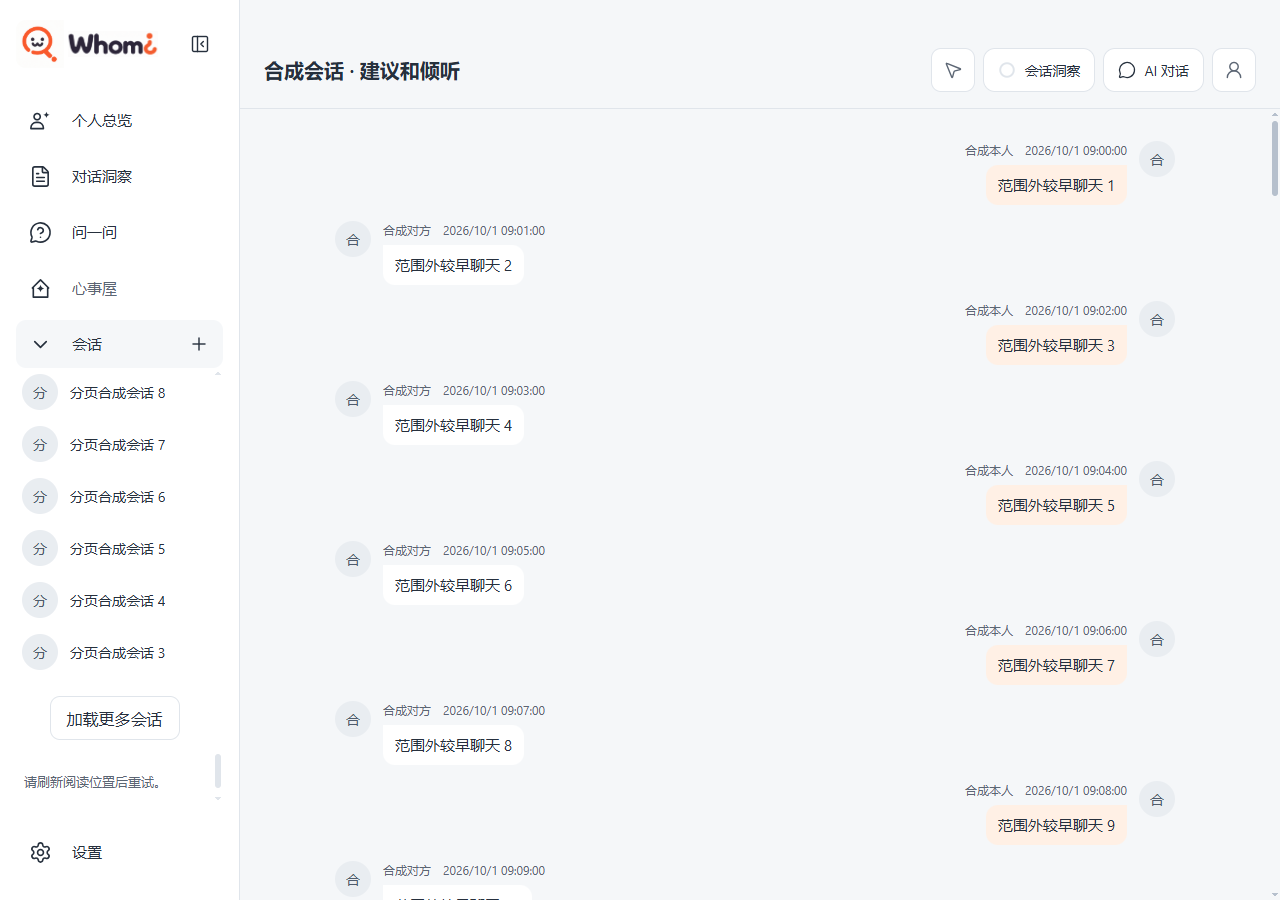 Whomi
个人总览
对话洞察
问一问
心事屋
会话
分 分页合成会话 8
分 分页合成会话 7
分 分页合成会话 6
分 分页合成会话 5
分 分页合成会话 4
分 分页合成会话 3
加载更多会话
请刷新阅读位置后重试。
设置
合成会话 · 建议和倾听
会话洞察
AI 对话
合成本人 2026/10/1 09:00:00 合
范围外较早聊天 1
合 合成对方 2026/10/1 09:01:00
范围外较早聊天 2
合成本人 2026/10/1 09:02:00 合
范围外较早聊天 3
合 合成对方 2026/10/1 09:03:00
范围外较早聊天 4
合成本人 2026/10/1 09:04:00 合
范围外较早聊天 5
合 合成对方 2026/10/1 09:05:00
范围外较早聊天 6
合成本人 2026/10/1 09:06:00 合
范围外较早聊天 7
合 合成对方 2026/10/1 09:07:00
范围外较早聊天 8
合成本人 2026/10/1 09:08:00 合
范围外较早聊天 9
合 合成对方 2026/10/1 09:09:00